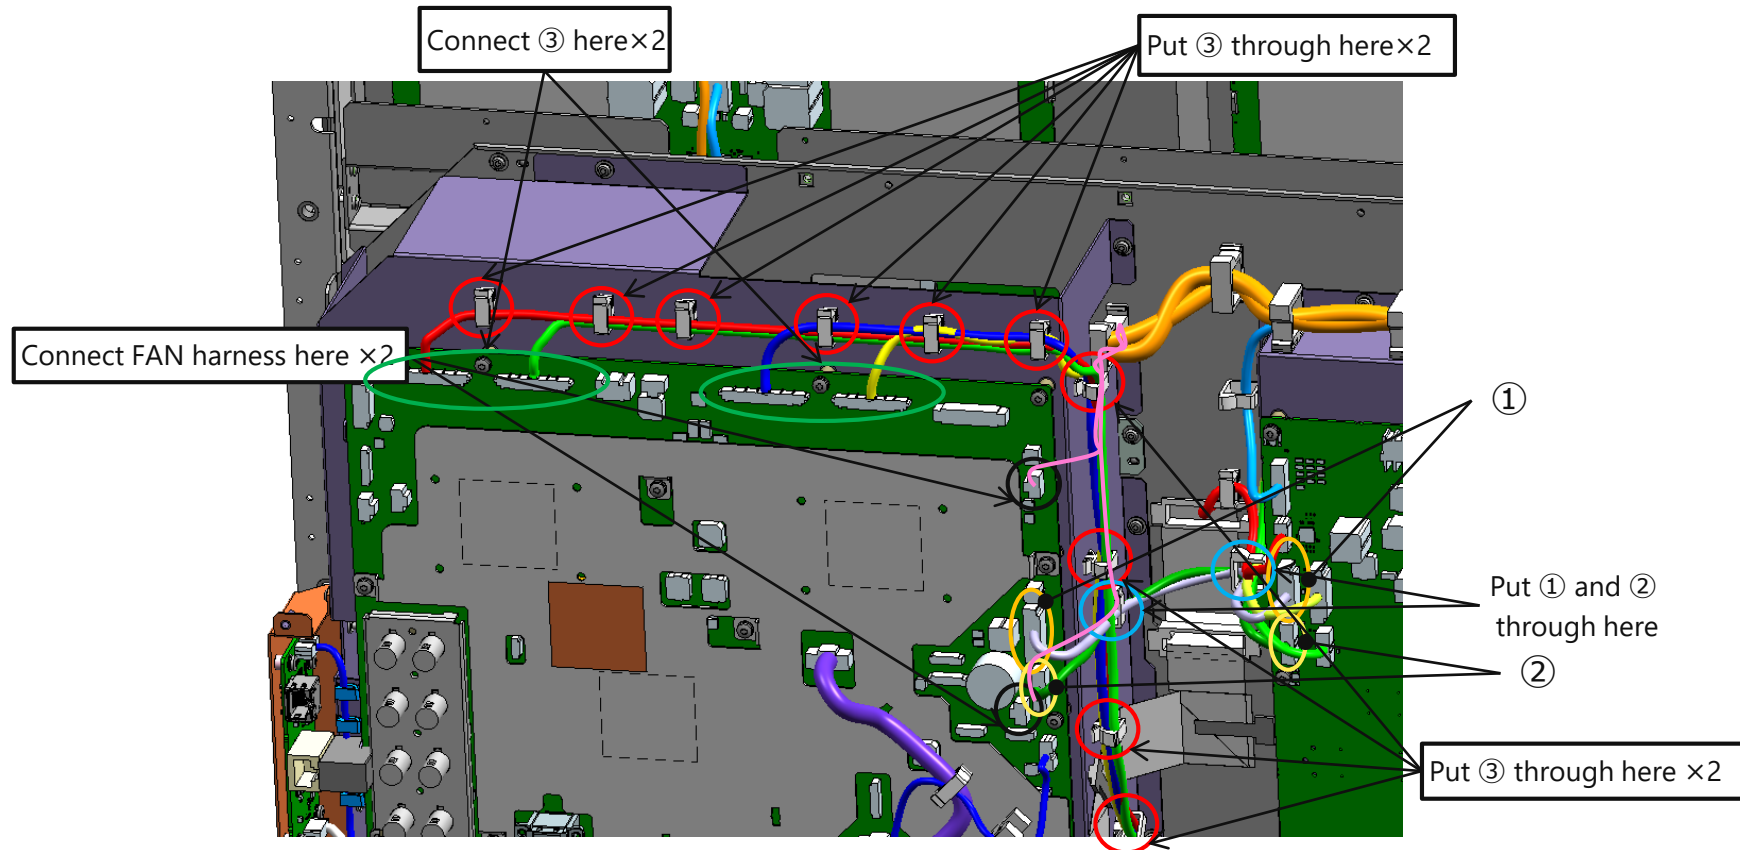 Connect ③ here×2
Put ③ through here×2
Connect FAN harness here ×2
①
Put ① and ②
through here
②
Put ③ through here ×2